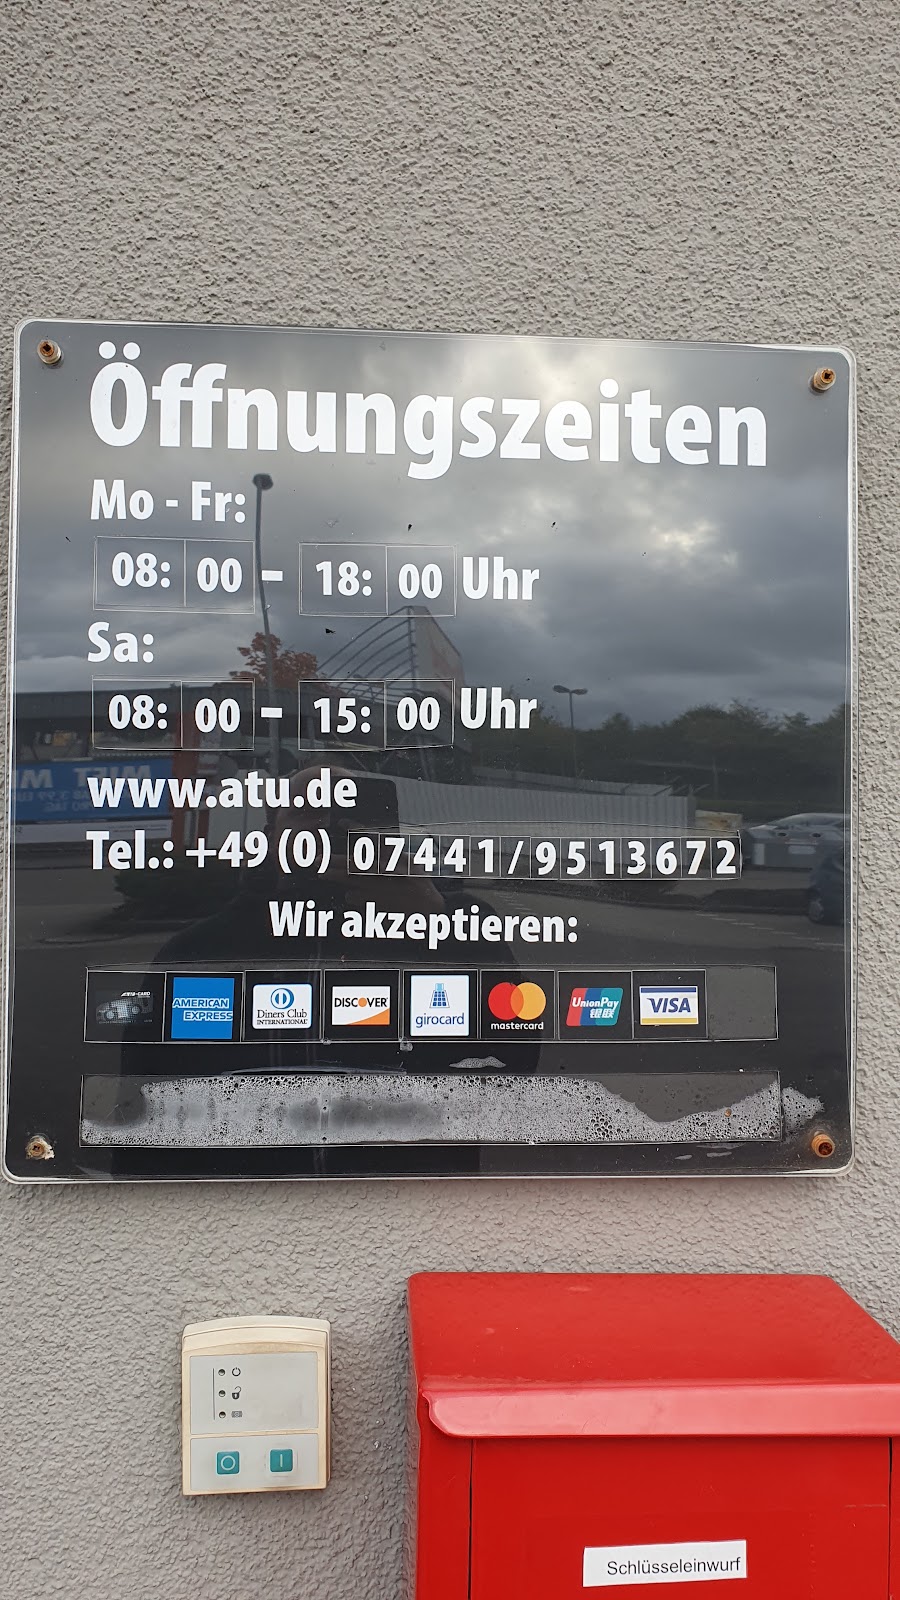 Öffnungszeiten
Mo - Fr:
08: 00 - 18: 00 Uhr
Sa:
08: 00 - 15: 00 Uhr
www.atu.de
Tel.: +49 (0) 07441/9513672
Wir akzeptieren:
AMERICAN EXPRESS
Diners Club INTERNATIONAL
DISCOVER
girocard
mastercard
UnionPay 银联
VISA
Schlüsseleinwurf